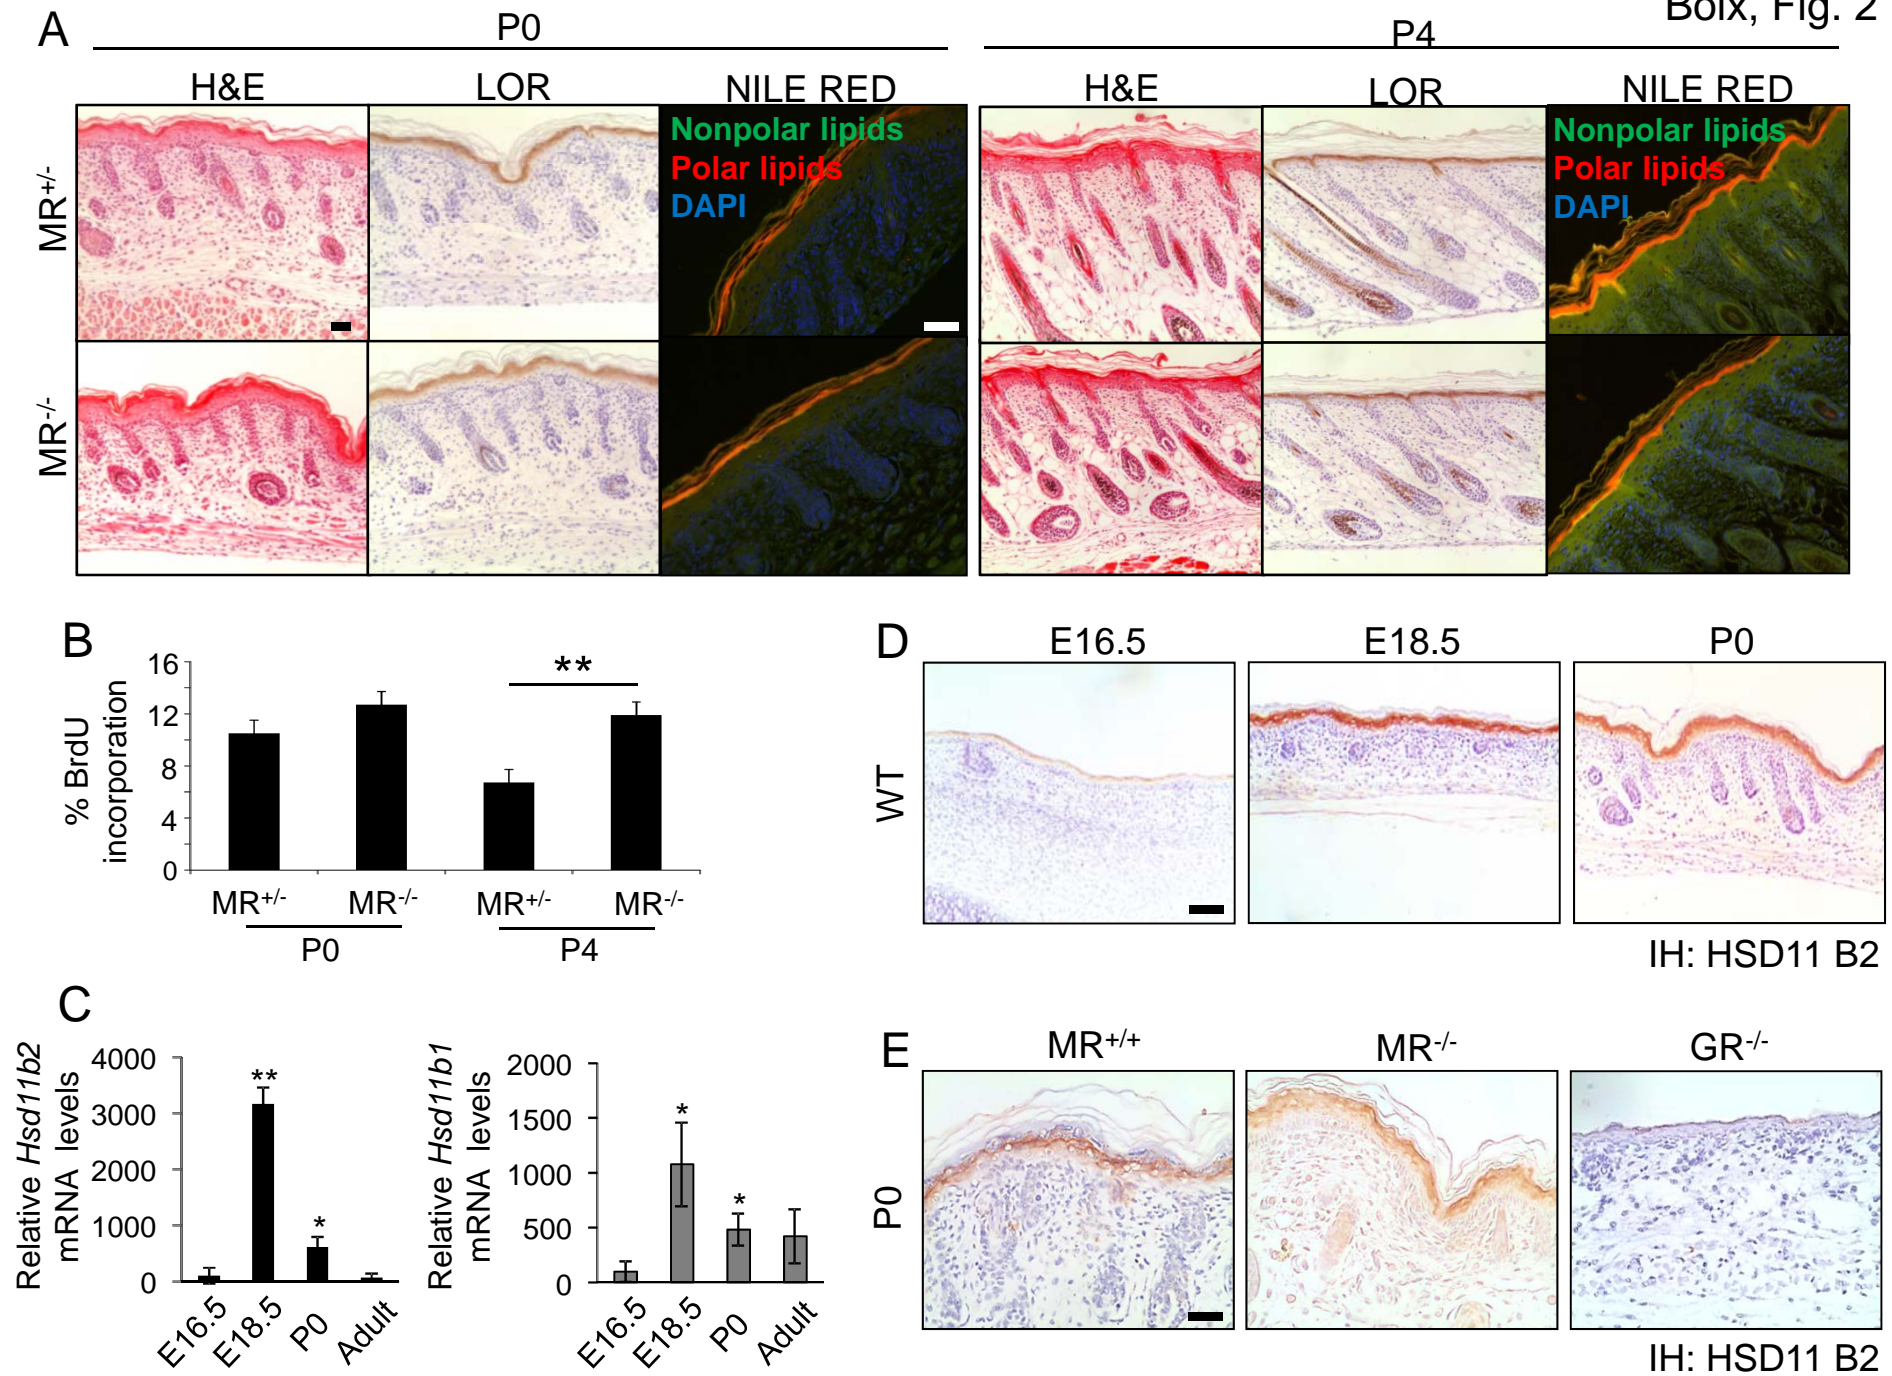 Boix, Fig. 2
A
P0
P4
H&E
LOR
NILE RED
H&E
LOR
NILE RED
MR+/-
Nonpolar lipids
Polar lipids
DAPI
Nonpolar lipids
Polar lipids
DAPI
MR-/-
B
% BrdU
incorporation
16
12
8
4
0
**
MR+/-
MR-/-
MR+/-
MR-/-
P0
P4
C
Relative Hsd11b2
mRNA levels
4000
3000
2000
1000
0
**
*
E16.5
E18.5
P0
Adult
Relative Hsd11b1
mRNA levels
2000
1500
1000
500
0
*
*
E16.5
E18.5
P0
Adult
D
E16.5
E18.5
P0
WT
IH: HSD11 B2
E
MR+/+
MR-/-
GR-/-
P0
IH: HSD11 B2